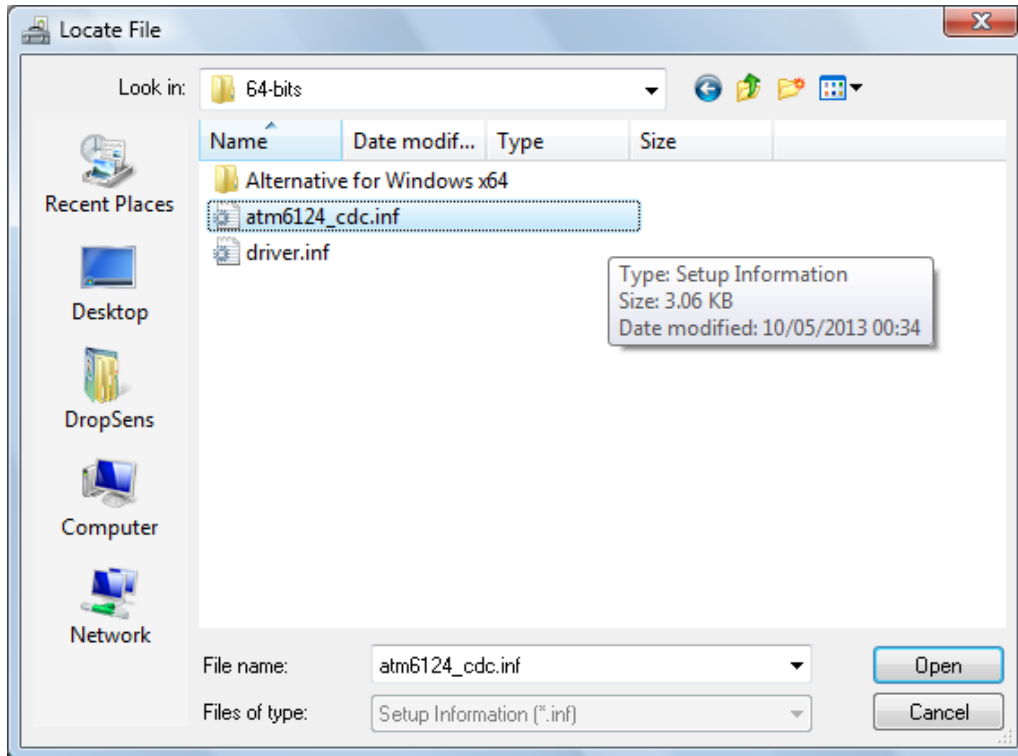 Locate File
Look in: 64-bits
Name Date modif... Type Size
Alternative for Windows x64
atm6124_cdc.inf
driver.inf
Type: Setup Information
Size: 3.06 KB
Date modified: 10/05/2013 00:34
Recent Places
Desktop
DropSens
Computer
Network
File name: atm6124_cdc.inf Open
Files of type: Setup Information (*.inf) Cancel